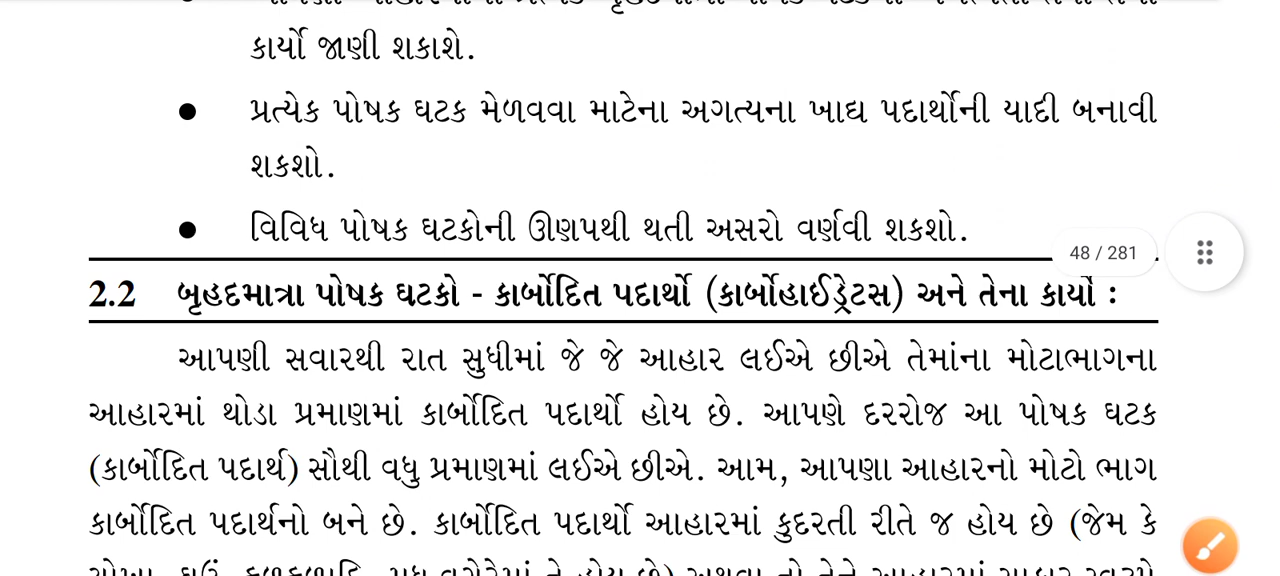 કાર્યો જાણી શકાશે.
● પ્રત્યેક પોષક ઘટક મેળવવા માટેના અગત્યના ખાદ્ય પદાર્થોની યાદી બનાવી
શકશો.
● વિવિધ પોષક ઘટકોની ઊણપથી થતી અસરો વર્ણવી શકશો.
48 / 281
2.2 બૃહદમાત્રા પોષક ઘટકો - કાર્બોદિત પદાર્થો (કાર્બોહાઈડ્રેટસ) અને તેના કાર્યો :
આપણી સવારથી રાત સુધીમાં જે જે આહાર લઈએ છીએ તેમાંના મોટાભાગના
આહારમાં થોડા પ્રમાણમાં કાર્બોદિત પદાર્થો હોય છે. આપણે દરરોજ આ પોષક ઘટક
(કાર્બોદિત પદાર્થ) સૌથી વધુ પ્રમાણમાં લઈએ છીએ. આમ, આપણા આહારનો મોટો ભાગ
કાર્બોદિત પદાર્થનો બને છે. કાર્બોદિત પદાર્થો આહારમાં કુદરતી રીતે જ હોય છે (જેમ કે